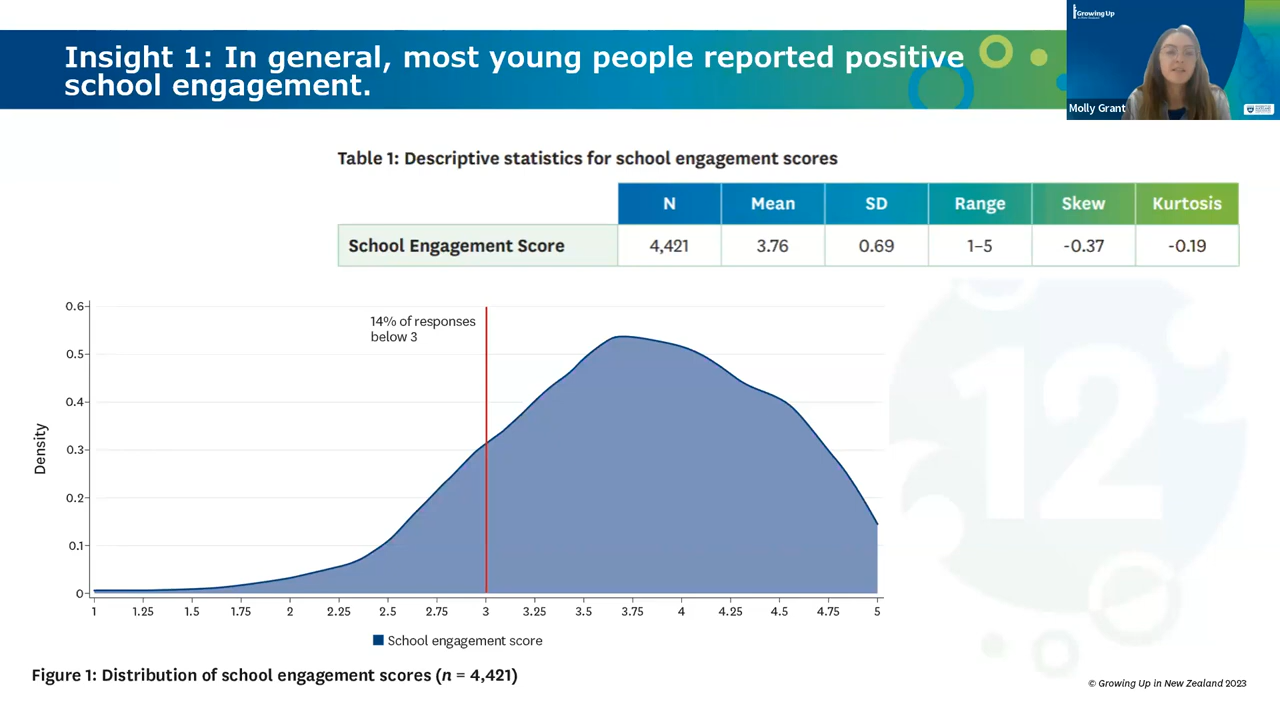 Growing Up
Insight 1: In general, most young people reported positive
school engagement.
Molly Grant
Table 1: Descriptive statistics for school engagement scores
N Mean SD Range Skew Kurtosis
School Engagement Score 4,421 3.76 0.69 1–5 -0.37 -0.19
14% of responses
below 3
0.6
0.5
0.4
0.3
0.2
0.1
0
Density
1 1.25 1.5 1.75 2 2.25 2.5 2.75 3 3.25 3.5 3.75 4 4.25 4.5 4.75 5
School engagement score
12
Figure 1: Distribution of school engagement scores (n = 4,421)
© Growing Up in New Zealand 2023